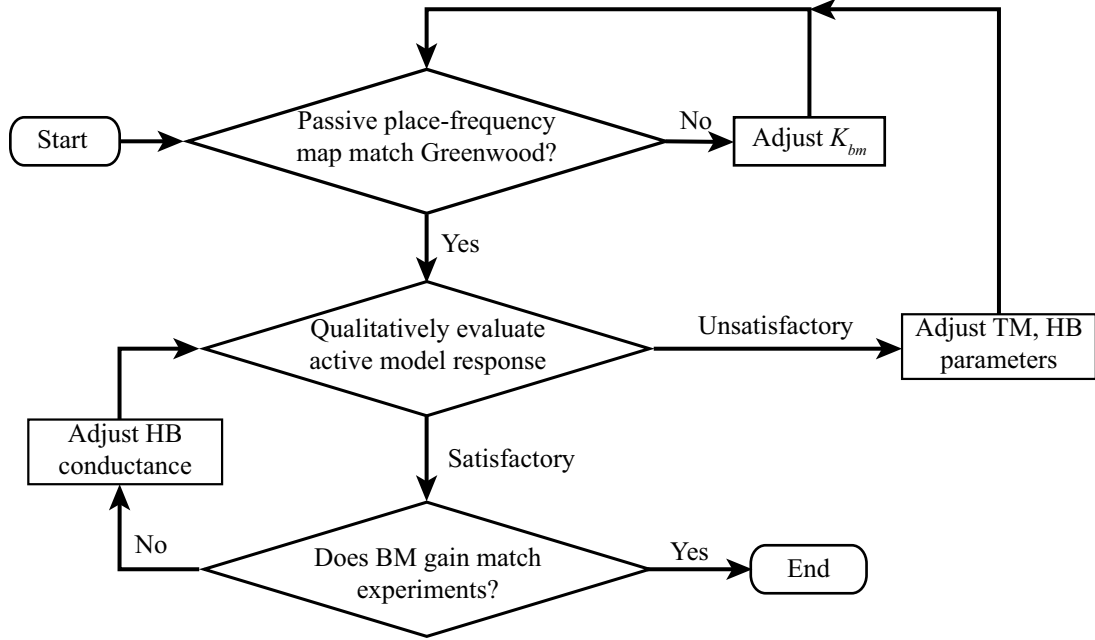 Start
Passive place-frequency
map match Greenwood?
No
Adjust K_bm
Yes
Qualitatively evaluate
active model response
Unsatisfactory
Adjust TM, HB
parameters
Adjust HB
conductance
Satisfactory
No
Does BM gain match
experiments?
Yes
End